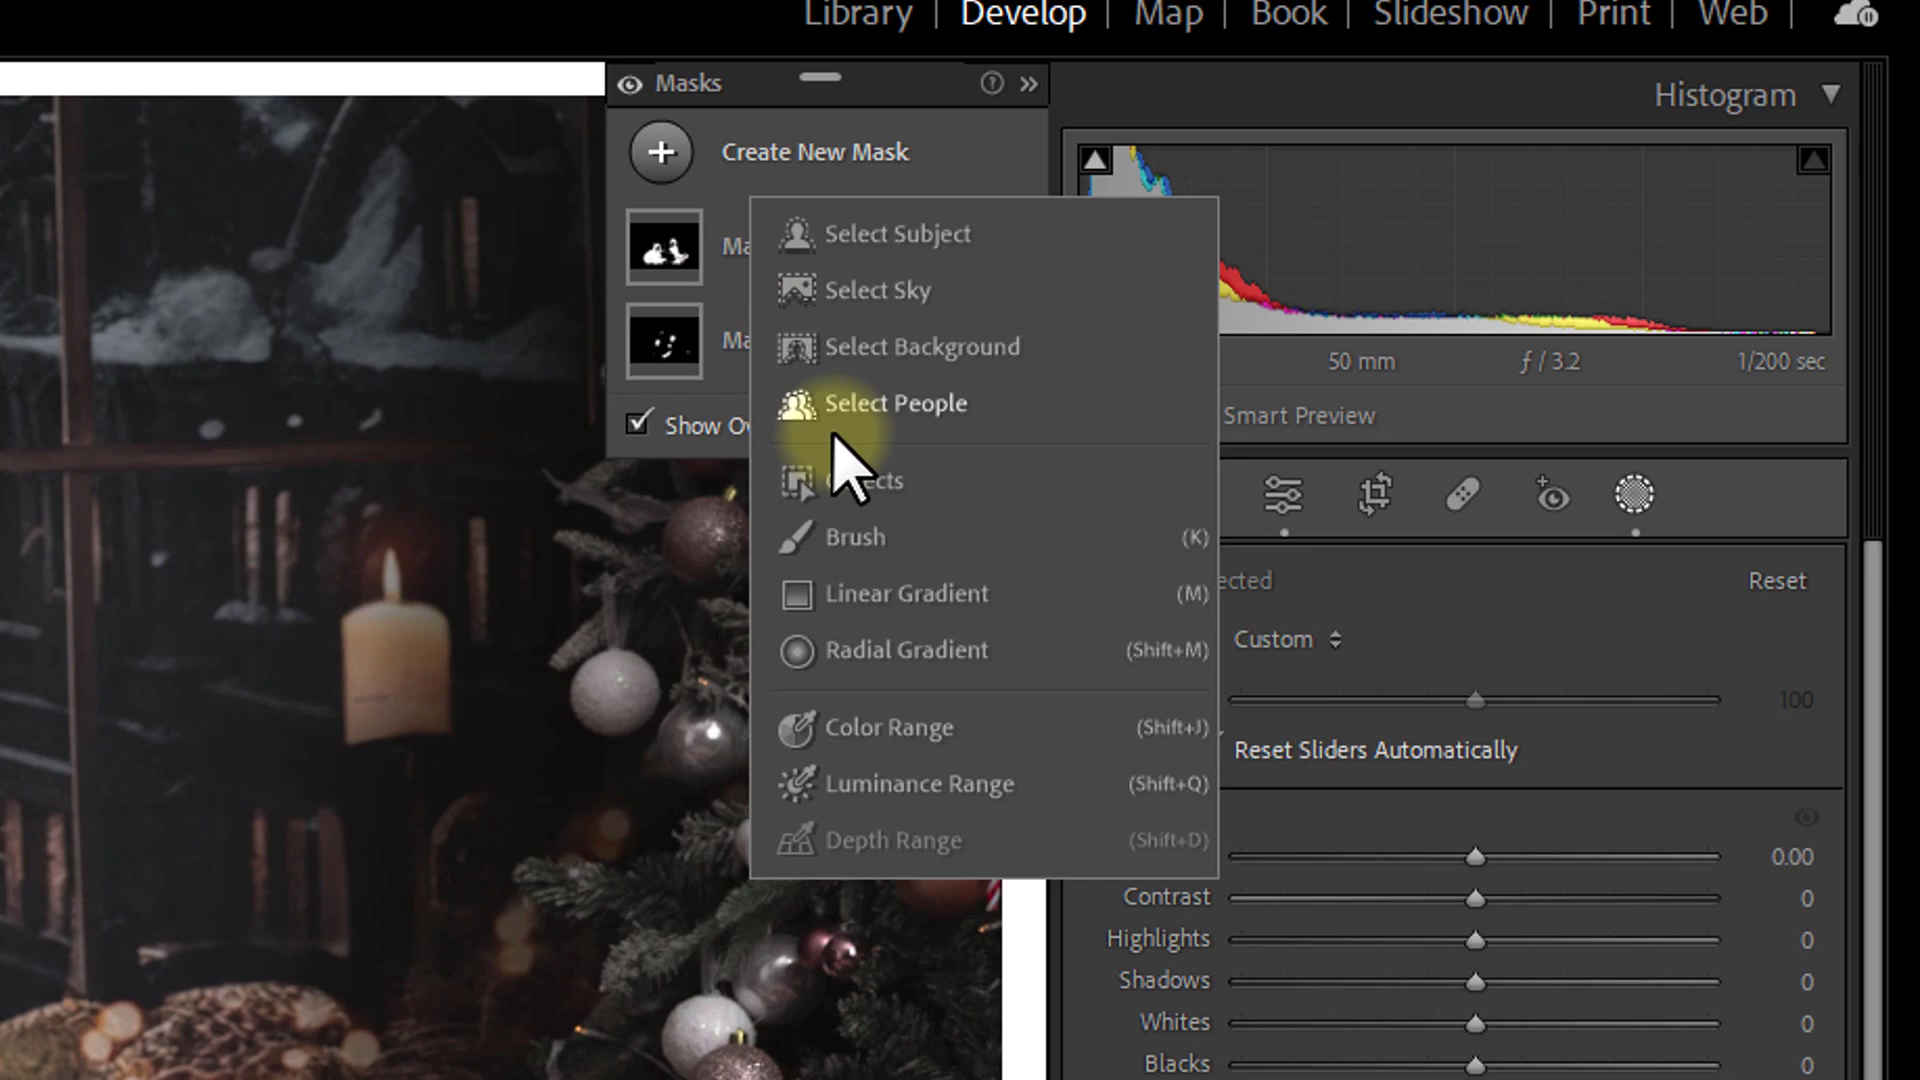 Library | Develop | Map | Book | Slideshow | Print | Web |
Masks
Histogram
Create New Mask
Select Subject
Select Sky
Select Background
Select People
Show
Brush (K)
Linear Gradient (M)
Radial Gradient (Shift+M)
Color Range (Shift+J)
Luminance Range (Shift+Q)
Depth Range (Shift+D)
50 mm ƒ / 3.2 1/200 sec
Smart Preview
Reset
Custom
100
Reset Sliders Automatically
0.00
Contrast 0
Highlights 0
Shadows 0
Whites 0
Blacks 0